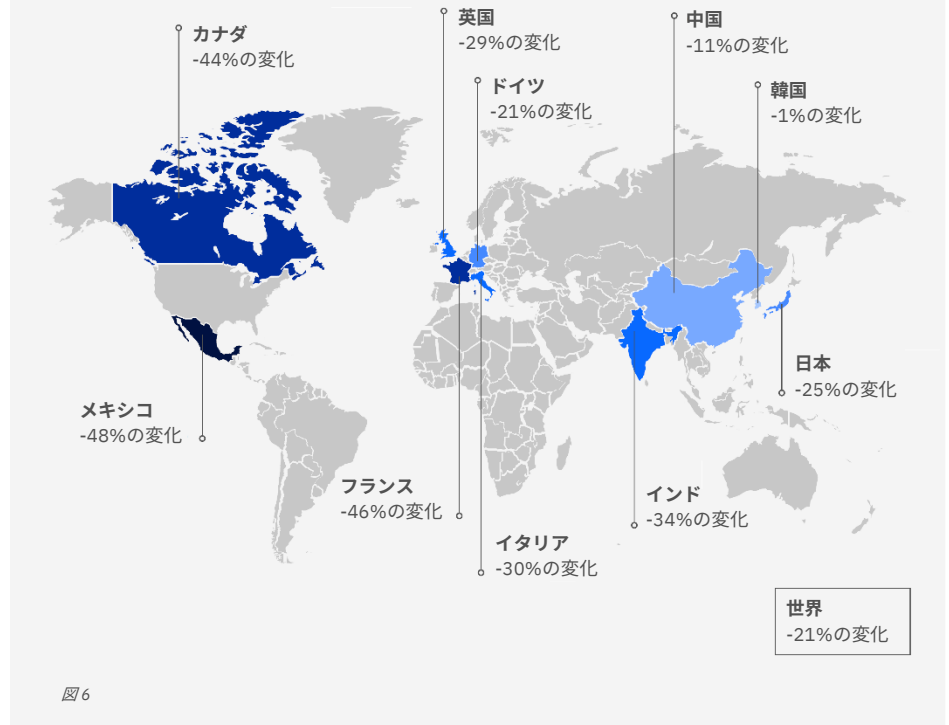 カナダ
-44%の変化
英国
-29%の変化
中国
-11%の変化
ドイツ
-21%の変化
韓国
-1%の変化
日本
-25%の変化
メキシコ
-48%の変化
フランス
-46%の変化
インド
-34%の変化
イタリア
-30%の変化
世界
-21%の変化
図 6